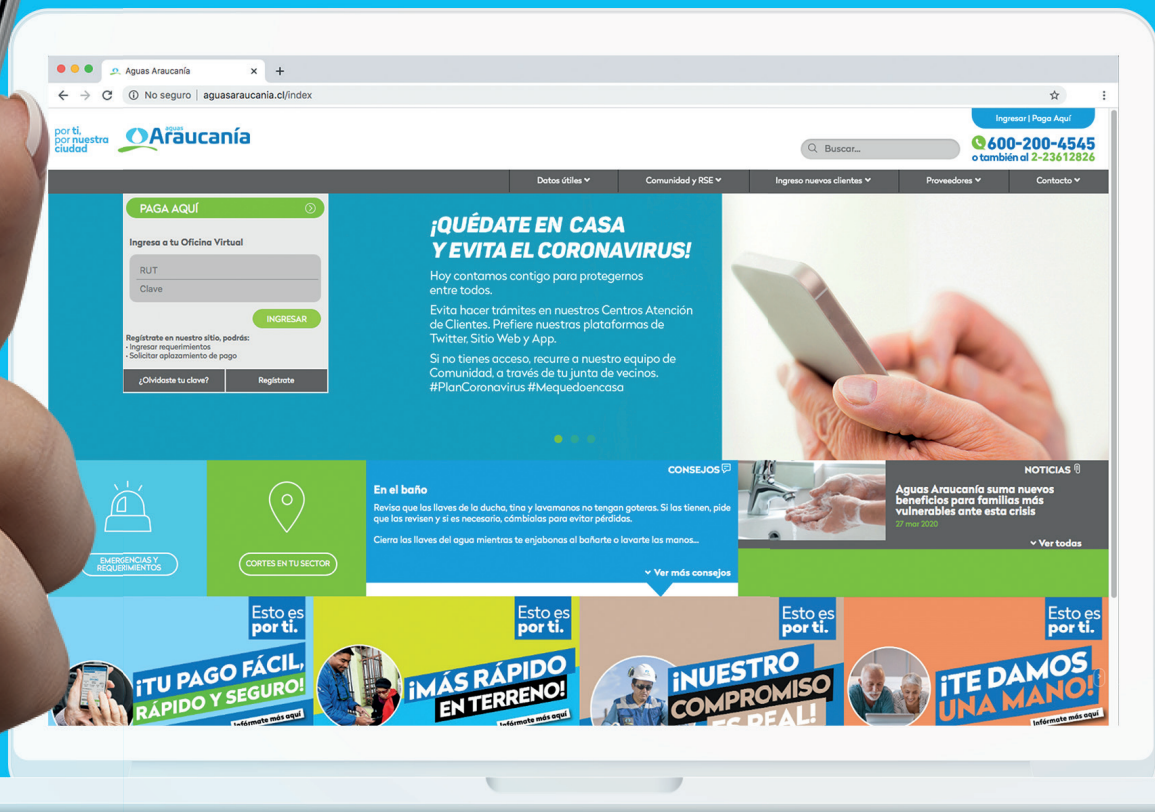 Aguas Araucanía
No seguro | aguasaraucania.cl/index
por ti,
por nuestra
ciudad
aguas
Araucanía
Buscar...
Ingresar | Paga Aquí
600-200-4545
o también al 2-23612826
Datos útiles
Comunidad y RSE
Ingreso nuevos clientes
Proveedores
Contacto
PAGA AQUÍ
Ingresa a tu Oficina Virtual
RUT
Clave
INGRESAR
Regístrate en nuestro sitio, podrás:
• Ingresar requerimientos
• Solicitar aplazamiento de pago
¿Olvidaste tu clave?
Regístrate
¡QUÉDATE EN CASA
Y EVITA EL CORONAVIRUS!
Hoy contamos contigo para protegernos
entre todos.
Evita hacer trámites en nuestros Centros Atención
de Clientes. Prefiere nuestras plataformas de
Twitter, Sitio Web y App.
Si no tienes acceso, recurre a nuestro equipo de
Comunidad, a través de tu junta de vecinos.
#PlanCoronavirus #Mequedoencasa
EMERGENCIAS Y
REQUERIMIENTOS
CORTES EN TU SECTOR
CONSEJOS
En el baño
Revisa que las llaves de la ducha, tina y lavamanos no tengan goteras. Si las tienen, pide
que las revisen y si es necesario, cámbialas para evitar pérdidas.
Cierra las llaves del agua mientras te enjabonas al bañarte o lavarte las manos...
Ver más consejos
NOTICIAS
Aguas Araucanía suma nuevos
beneficios para familias más
vulnerables ante esta crisis
27 mar 2020
Ver todas
Esto es
por ti.
¡TU PAGO FÁCIL,
RÁPIDO Y SEGURO!
Infórmate más aquí
Esto es
por ti.
¡MÁS RÁPIDO
EN TERRENO!
Infórmate más aquí
Esto es
por ti.
¡NUESTRO
COMPROMISO
ES REAL!
Esto es
por ti.
¡TE DAMOS
UNA MANO!
Infórmate más aquí